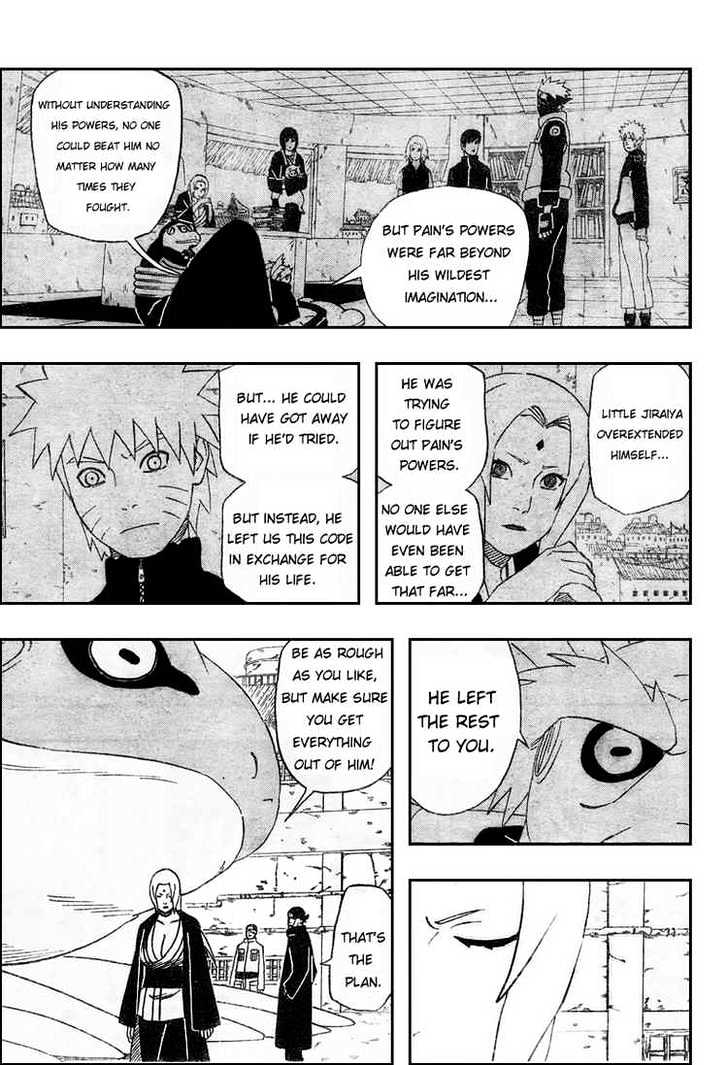 BUT PAIN'S POWERS
WERE FAR BEYOND
HIS WILDEST
IMAGINATION...
WITHOUT UNDERSTANDING
HIS POWERS, NO ONE
COULD BEAT HIM NO
MATTER HOW MANY
TIMES THEY
FOUGHT.
LITTLE JIRAIYA
OVEREXTENDED
HIMSELF...
HE WAS
TRYING
TO FIGURE
OUT PAIN'S
POWERS.
NO ONE ELSE
WOULD HAVE
EVEN BEEN
ABLE TO GET
THAT FAR...
BUT... HE COULD
HAVE GOT AWAY
IF HE'D TRIED.
BUT INSTEAD, HE
LEFT US THIS CODE
IN EXCHANGE FOR
HIS LIFE.
HE LEFT
THE REST
TO YOU.
BE AS ROUGH
AS YOU LIKE,
BUT MAKE SURE
YOU GET
EVERYTHING
OUT OF HIM!
THAT'S
THE
PLAN.